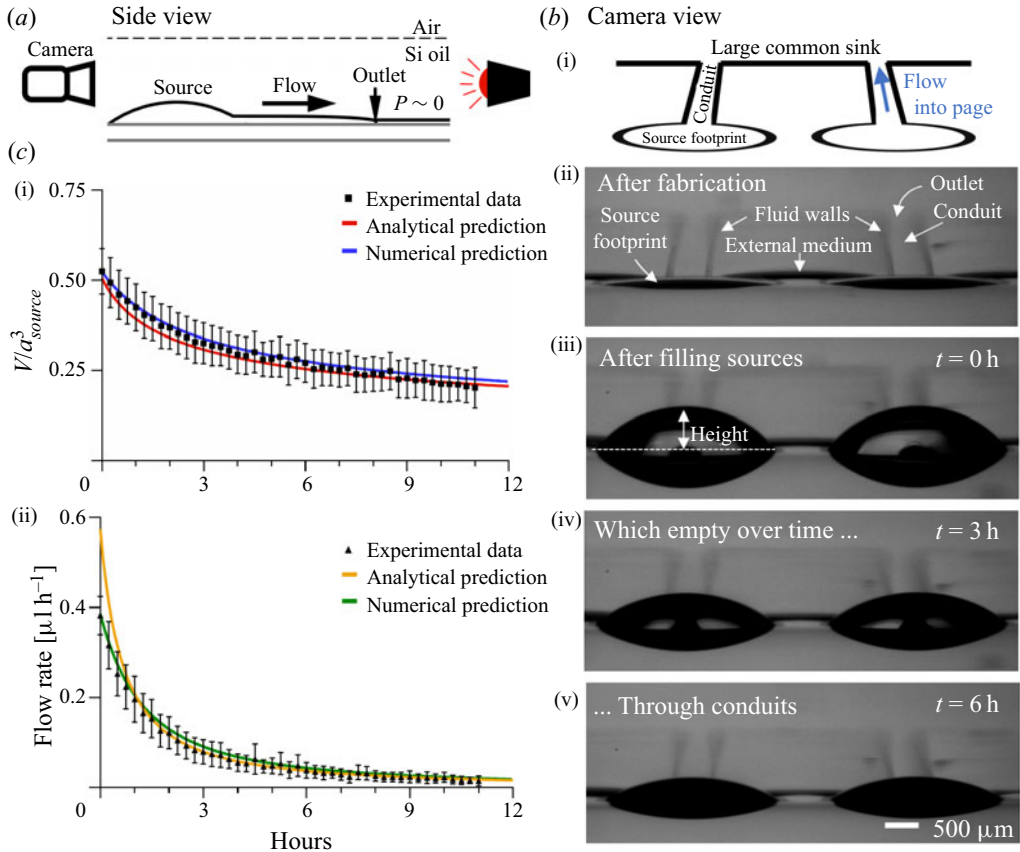 (a)
Side view
Camera
Air
Si oil
Source
Flow
Outlet
P ~ 0
(b)
Camera view
(i)
Large common sink
Conduit
Flow
into page
Source footprint
(c)
(i)
0.75
0.50
0.25
V/a³source
Experimental data
Analytical prediction
Numerical prediction
0
3
6
9
12
(ii)
0.6
0.4
0.2
Flow rate [µl h−1]
Experimental data
Analytical prediction
Numerical prediction
0
3
6
9
12
Hours
(ii)
After fabrication
Outlet
Conduit
Source
footprint
Fluid walls
External medium
(iii)
After filling sources
t = 0 h
Height
(iv)
Which empty over time ...
t = 3 h
(v)
... Through conduits
t = 6 h
500 µm